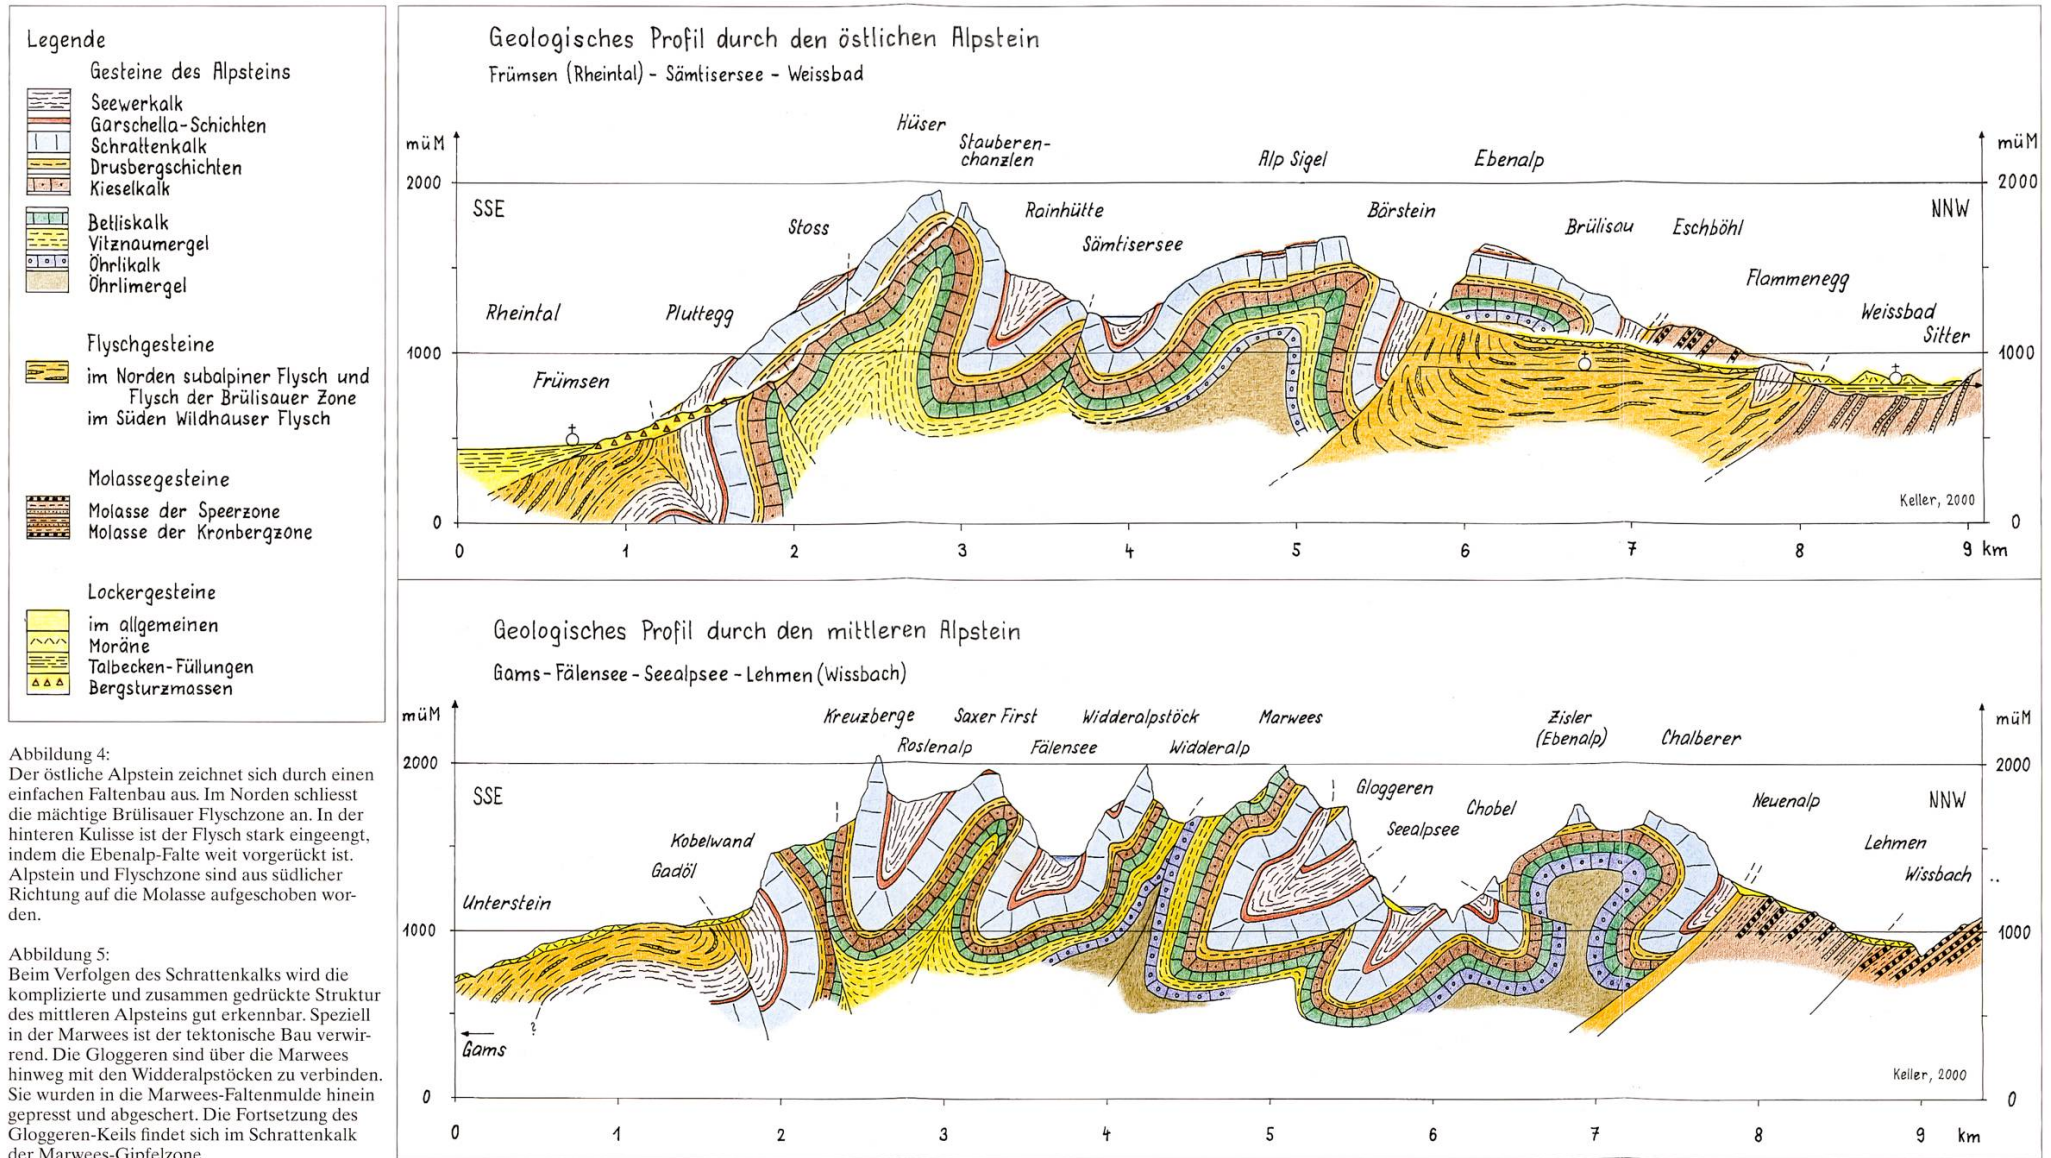 Legende
Gesteine des Alpsteins
Seewerkalk
Garschella-Schichten
Schrattenkalk
Drusbergschichten
Kieselkalk
Betliskalk
Vitznaumergel
Öhrlikalk
Öhrlimergel
Flyschgesteine
im Norden subalpiner Flysch und
Flysch der Brülisauer Zone
im Süden Wildhauser Flysch
Molassegesteine
Molasse der Speerzone
Molasse der Kronbergzone
Lockergesteine
im allgemeinen
Moräne
Talbecken-Füllungen
Bergsturzmassen
Abbildung 4:
Der östliche Alpstein zeichnet sich durch einen
einfachen Faltenbau aus. Im Norden schliesst
die mächtige Brülisauer Flyschzone an. In der
hinteren Kulisse ist der Flysch stark eingeengt,
indem die Ebenalp-Falte weit vorgerückt ist.
Alpstein und Flyschzone sind aus südlicher
Richtung auf die Molasse aufgeschoben wor-
den.
Abbildung 5:
Beim Verfolgen des Schrattenkalks wird die
komplizierte und zusammen gedrückte Struktur
des mittleren Alpsteins gut erkennbar. Speziell
in der Marwees ist der tektonische Bau verwir-
rend. Die Gloggeren sind über die Marwees
hinweg mit den Widderalpstöcken zu verbinden.
Sie wurden in die Marwees-Faltenmulde hinein
gepresst und abgeschert. Die Fortsetzung des
Gloggeren-Keils findet sich im Schrattenkalk
der Marwees-Gipfelzone
Geologisches Profil durch den östlichen Alpstein
Frümsen (Rheintal) - Sämtisersee - Weissbad
Hüser
Stauberen-
chanzlen
Alp Sigel
Ebenalp
müM
müM
2000
2000
SSE
NNW
Stoss
Rainhütte
Sämtisersee
Bärstein
Brülisau
Eschböhl
Flammenegg
Rheintal
Pluttegg
Weissbad
Sitter
1000
1000
Frümsen
Keller, 2000
0
0
0 1 2 3 4 5 6 7 8 9 km
Geologisches Profil durch den mittleren Alpstein
Gams - Fälensee - Seealpsee - Lehmen (Wissbach)
müM
müM
Kreuzberge
Saxer First
Widderalpstöck
Marwees
Zisler
(Ebenalp)
Chalberer
Roslenalp
Fälensee
Widderalp
2000
2000
SSE
NNW
Gloggeren
Chobel
Neuenalp
Seealpsee
Kobelwand
Gadöl
Lehmen
Wissbach
Unterstein
1000
1000
?
Gams
Keller, 2000
0
0
0 1 2 3 4 5 6 7 8 9 km